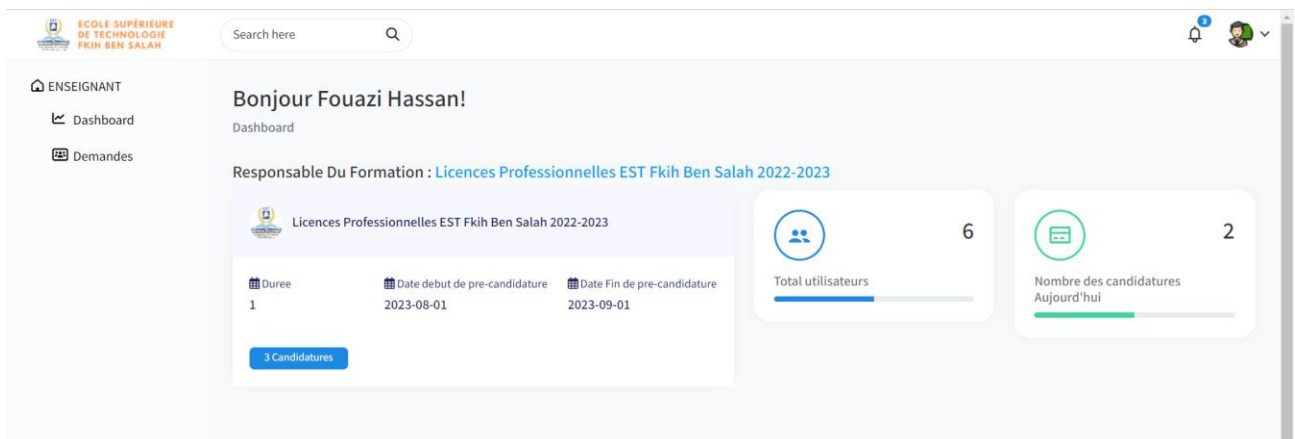 ECOLE SUPÉRIEURE
DE TECHNOLOGIE
FKIH BEN SALAH
Search here
3
ENSEIGNANT
Dashboard
Demandes
Bonjour Fouazi Hassan!
Dashboard
Responsable Du Formation : Licences Professionnelles EST Fkih Ben Salah 2022-2023
Licences Professionnelles EST Fkih Ben Salah 2022-2023
Duree
1
Date debut de pre-candidature
2023-08-01
Date Fin de pre-candidature
2023-09-01
3 Candidatures
6
Total utilisateurs
2
Nombre des candidatures
Aujourd'hui